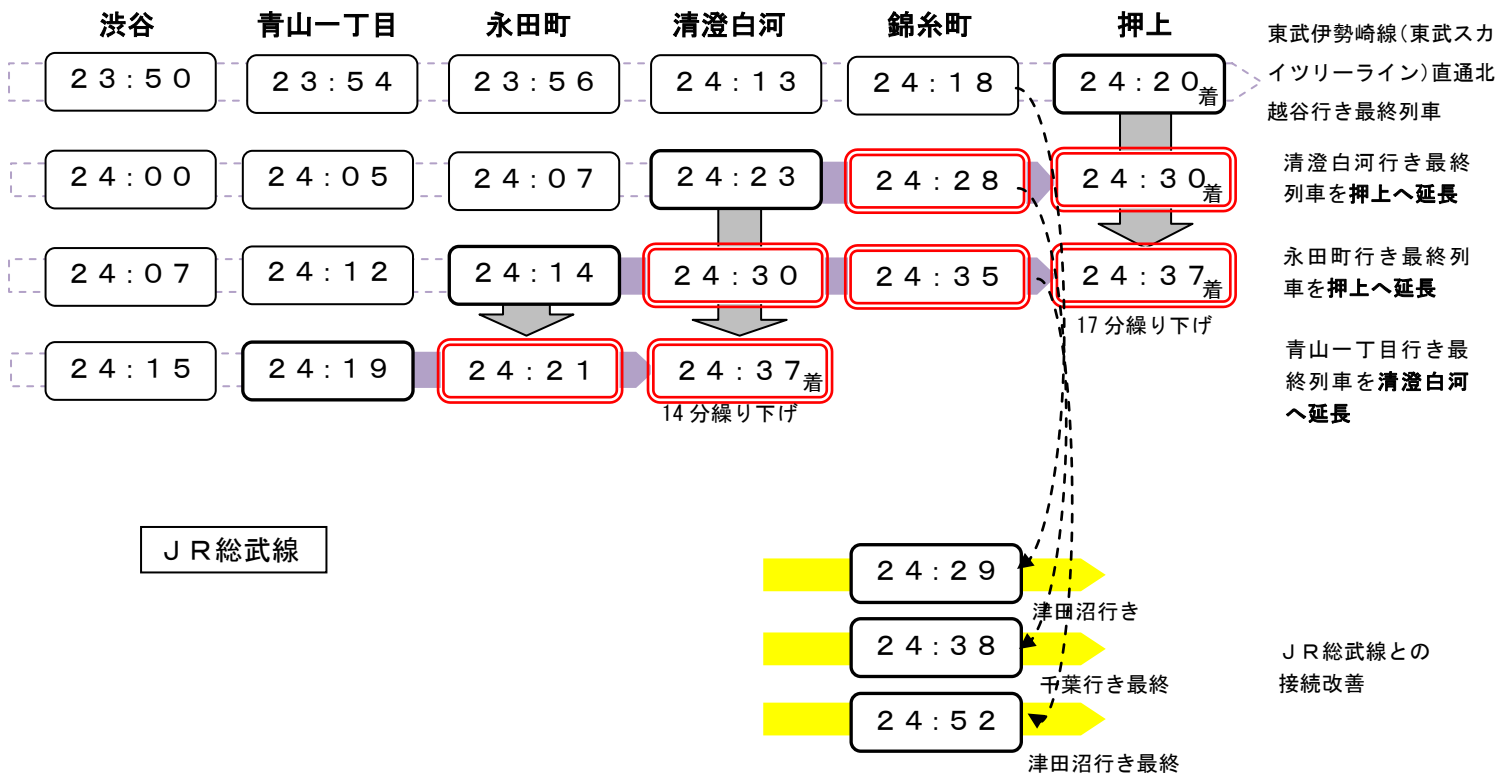 渋谷 青山一丁目 永田町 清澄白河 錦糸町 押上
23:50 23:54 23:56 24:13 24:18 24:20着
東武伊勢崎線(東武スカ
イツリーライン)直通北
越谷行き最終列車
24:00 24:05 24:07 24:23 24:28 24:30着
清澄白河行き最終
列車を押上へ延長
24:07 24:12 24:14 24:30 24:35 24:37着
永田町行き最終列
車を押上へ延長
17分繰り下げ
24:15 24:19 24:21 24:37着
青山一丁目行き最
終列車を清澄白河
へ延長
14分繰り下げ
JR総武線
24:29
津田沼行き
24:38
千葉行き最終
JR総武線との
接続改善
24:52
津田沼行き最終